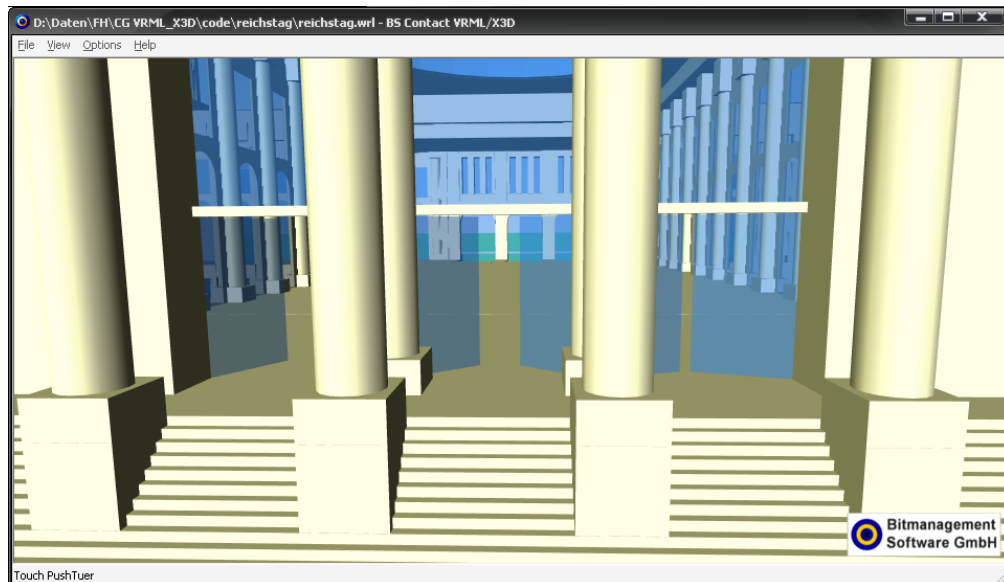 D:\Daten\FH\CG VRML_X3D\code\reichstag\reichstag.wrl - BS Contact VRML/X3D
File View Options Help
Bitmanagement
Software GmbH
Touch PushTuer